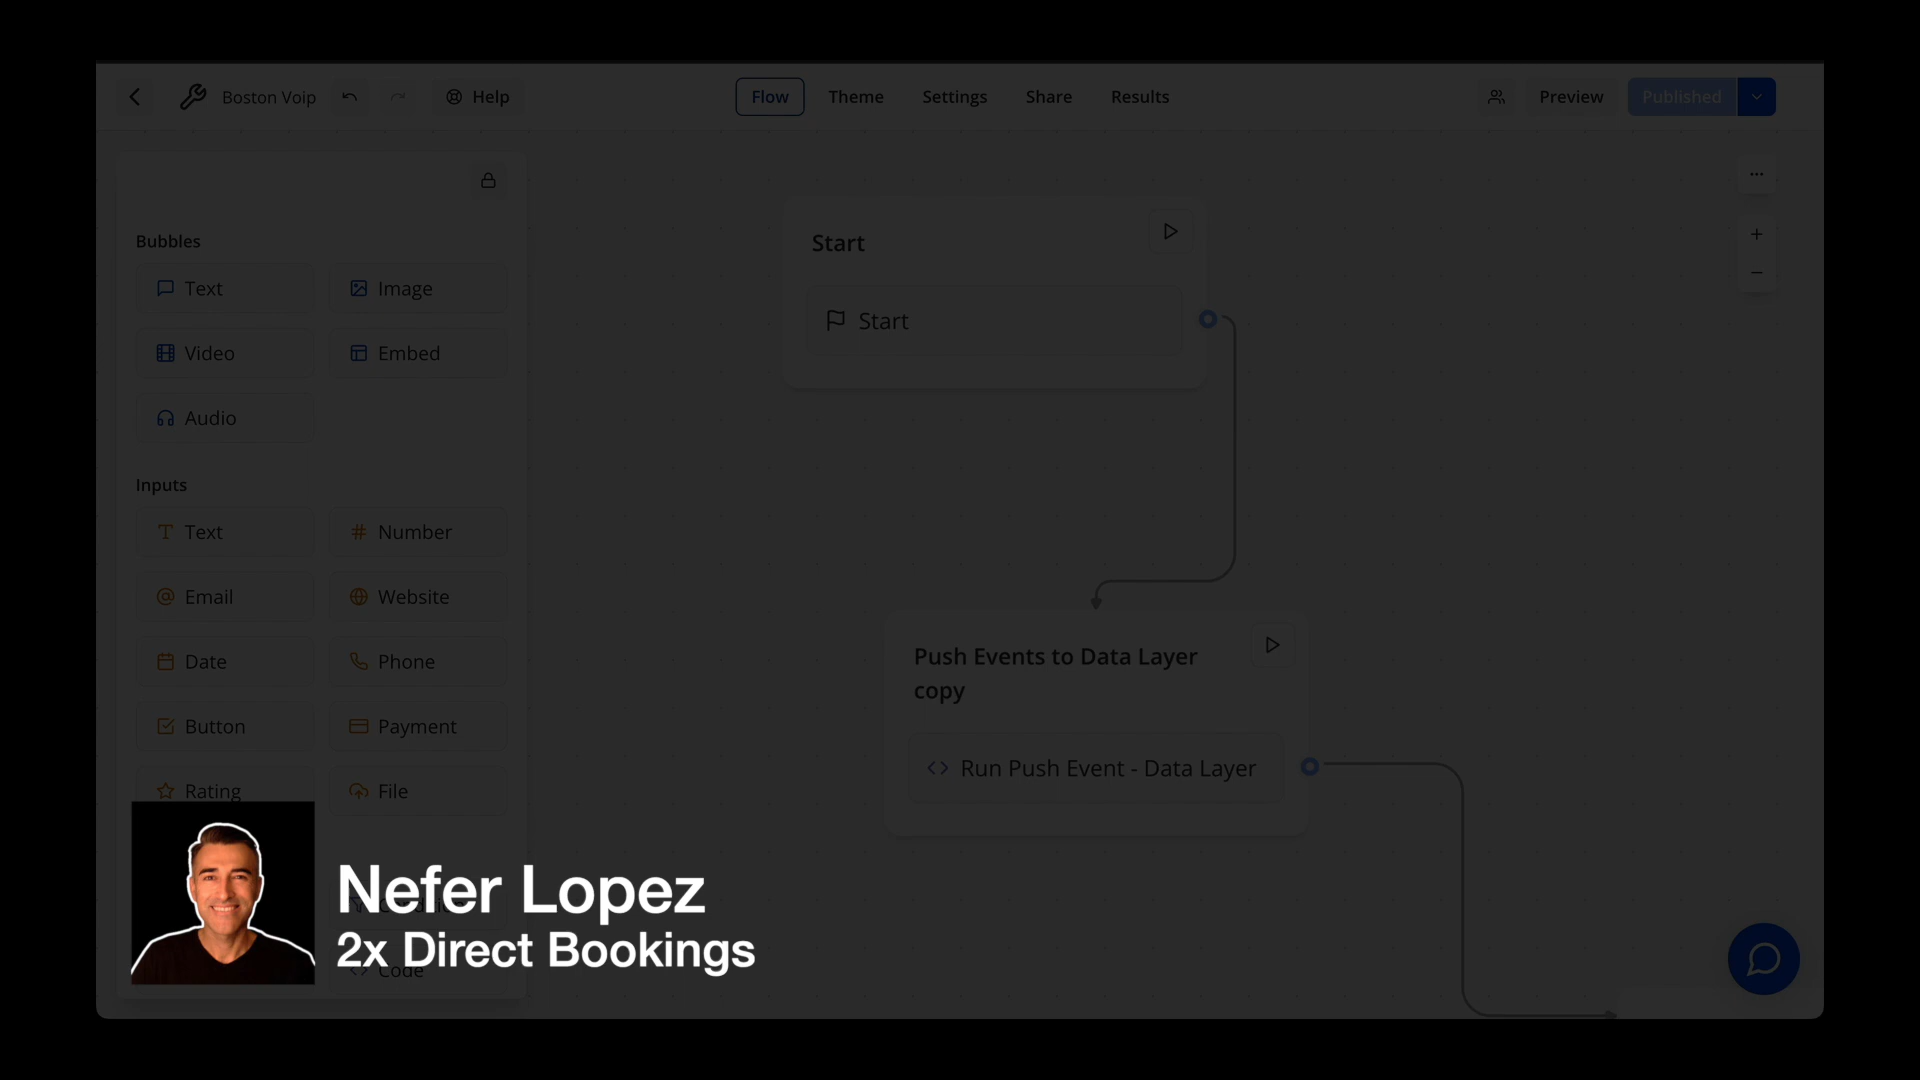 Boston Voip
Help
Flow
Theme
Settings
Share
Results
Preview
Published
Bubbles
Text
Image
Video
Embed
Audio
Inputs
Text
Number
Email
Website
Date
Phone
Button
Payment
Rating
File
Code
Start
Start
Push Events to Data Layer
copy
Run Push Event - Data Layer
Nefer Lopez
2x Direct Bookings